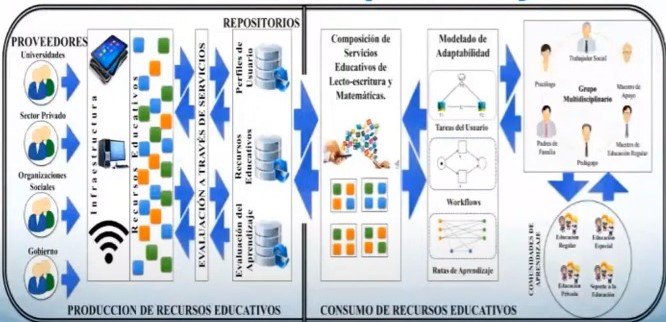 PROVEEDORES
Universidades
Sector Privado
Organizaciones
Sociales
Gobierno
Infraestructura
Recursos Educativos
EVALUACIÓN A TRAVÉS DE SERVICIOS
REPOSITORIOS
Perfiles de
Usuario
Recursos
Educativos
Evaluación del
Aprendizaje
PRODUCCION DE RECURSOS EDUCATIVOS
Composición de
Servicios
Educativos de
Lecto-escritura y
Matemáticas.
Modelado de
Adaptabilidad
Tareas del Usuario
Workflows
Rutas de Aprendizaje
Trabajador Social
Psicólogo
Maestro de
Apoyo
Grupo
Multidisciplinario
Padres de
Familia
Maestro de
Educación Regular
Pedagogo
COMUNIDADES DE
APRENDIZAJE
Educación
Regular
Educación
Especial
Educación
Privada
Soporte a la
Educación
CONSUMO DE RECURSOS EDUCATIVOS